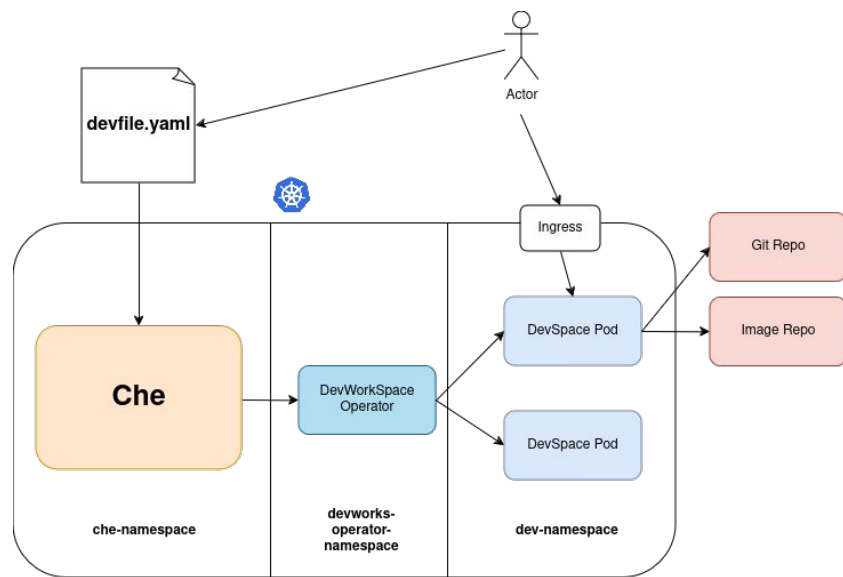 Actor
devfile.yaml
Ingress
Git Repo
DevSpace Pod
Image Repo
Che
DevWorkSpace
Operator
DevSpace Pod
che-namespace
devworks-
operator-
namespace
dev-namespace